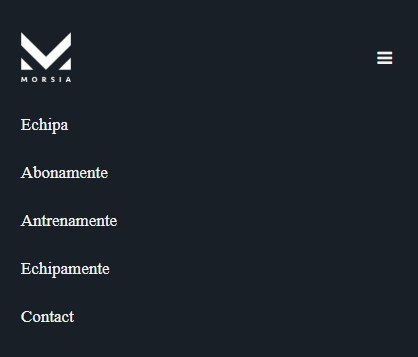 MORSIA
Echipa
Abonamente
Antrenamente
Echipamente
Contact